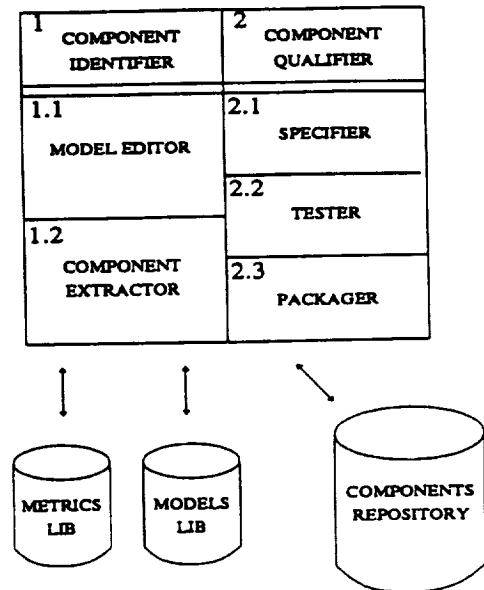 1
COMPONENT
IDENTIFIER
2
COMPONENT
QUALIFIER
1.1
MODEL EDITOR
2.1
SPECIFIER
2.2
TESTER
1.2
COMPONENT
EXTRACTOR
2.3
PACKAGER
METRICS
LIB
MODELS
LIB
COMPONENTS
REPOSITORY